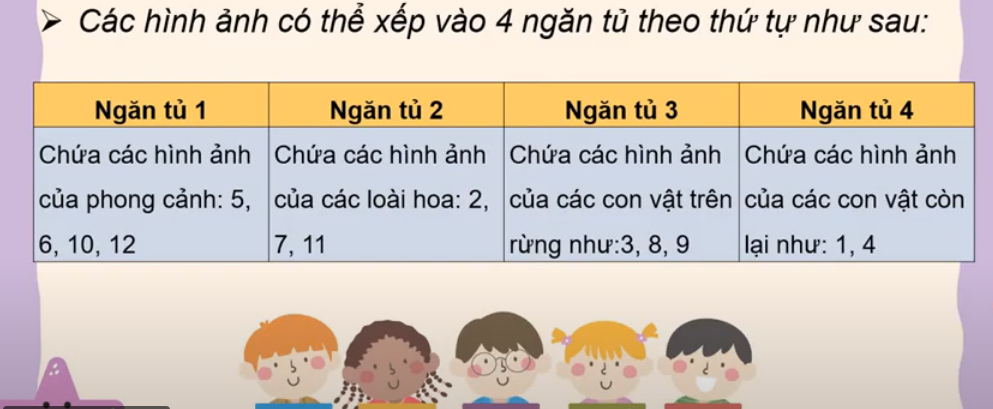 ➢ Các hình ảnh có thể xếp vào 4 ngăn tủ theo thứ tự như sau:
Ngăn tủ 1
Chứa các hình ảnh
của phong cảnh: 5,
6, 10, 12
Ngăn tủ 2
Chứa các hình ảnh
của các loài hoa: 2,
7, 11
Ngăn tủ 3
Chứa các hình ảnh
của các con vật trên
rừng như:3, 8, 9
Ngăn tủ 4
Chứa các hình ảnh
của các con vật còn
lại như: 1, 4